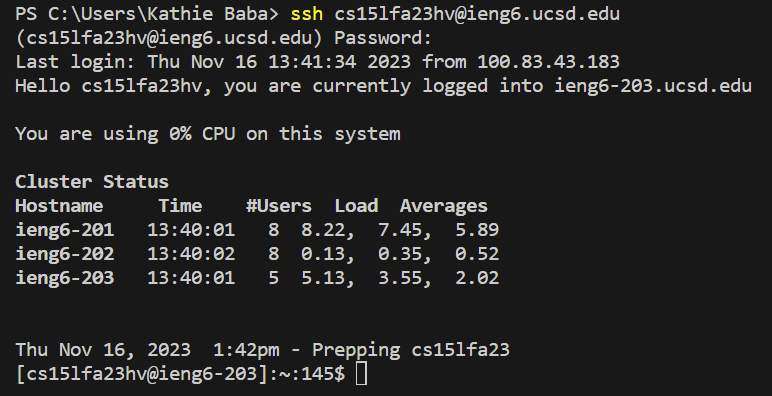 PS C:\Users\Kathie Baba> ssh cs15lfa23hv@ieng6.ucsd.edu
(cs15lfa23hv@ieng6.ucsd.edu) Password:
Last login: Thu Nov 16 13:41:34 2023 from 100.83.43.183
Hello cs15lfa23hv, you are currently logged into ieng6-203.ucsd.edu
You are using 0% CPU on this system
Cluster Status
Hostname     Time    #Users  Load  Averages
ieng6-201   13:40:01   8  8.22,  7.45,  5.89
ieng6-202   13:40:02   8  0.13,  0.35,  0.52
ieng6-203   13:40:01   5  5.13,  3.55,  2.02
Thu Nov 16, 2023  1:42pm - Prepping cs15lfa23
[cs15lfa23hv@ieng6-203]:~:145$